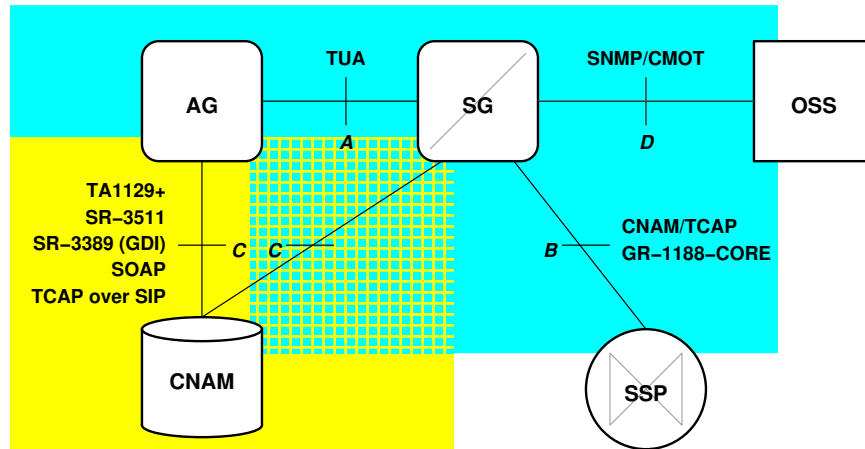 TUA
SNMP/CMOT
AG
SG
OSS
A
D
TA1129+
SR−3511
SR−3389 (GDI)
SOAP
TCAP over SIP
C
C
B
CNAM/TCAP
GR−1188−CORE
CNAM
SSP